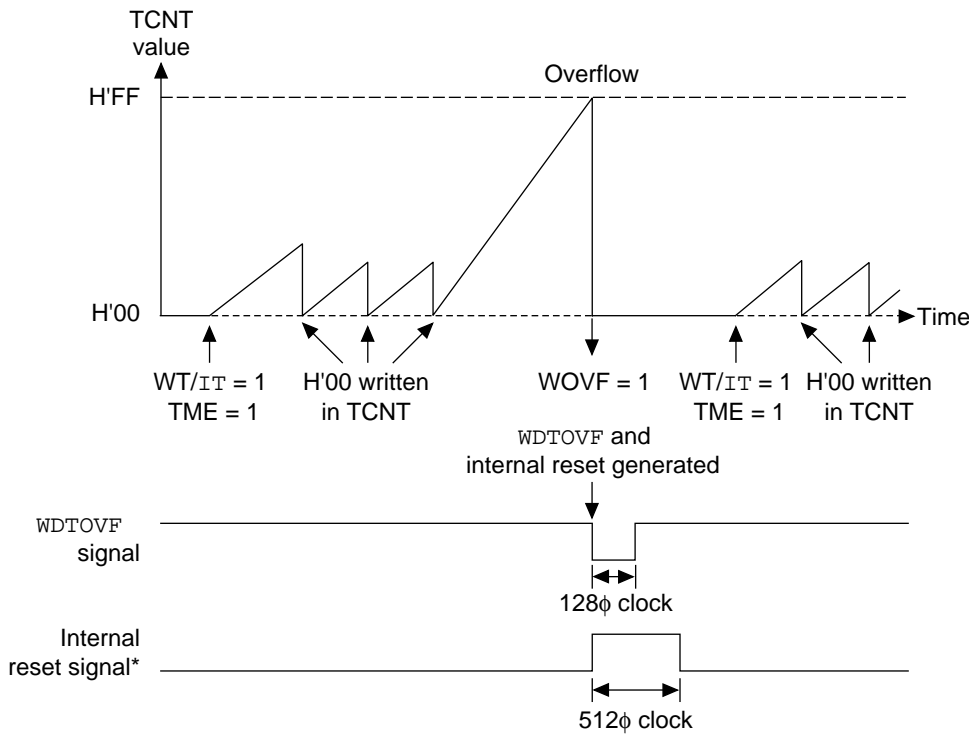 TCNT
value
Overflow
H'FF
H'00
Time
WT/IT = 1
TME = 1
H'00 written
in TCNT
WOVF = 1
WT/IT = 1
TME = 1
H'00 written
in TCNT
WDTOVF and
internal reset generated
WDTOVF
signal
128ϕ clock
Internal
reset signal*
512ϕ clock